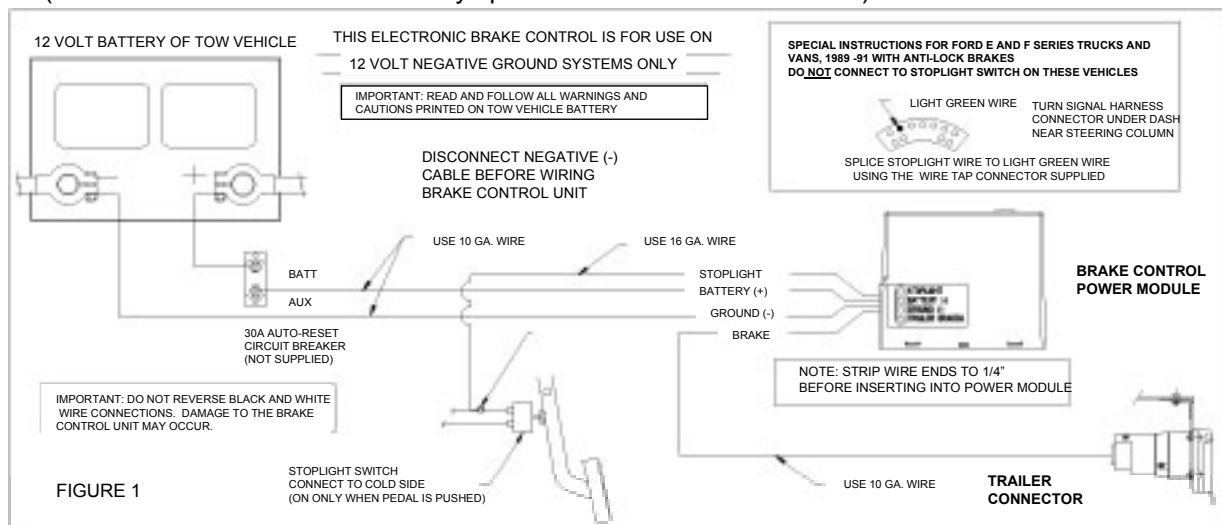 12 VOLT BATTERY OF TOW VEHICLE
THIS ELECTRONIC BRAKE CONTROL IS FOR USE ON
12 VOLT NEGATIVE GROUND SYSTEMS ONLY
IMPORTANT: READ AND FOLLOW ALL WARNINGS AND
CAUTIONS PRINTED ON TOW VEHICLE BATTERY
SPECIAL INSTRUCTIONS FOR FORD E AND F SERIES TRUCKS AND
VANS, 1989 -91 WITH ANTI-LOCK BRAKES
DO NOT CONNECT TO STOPLIGHT SWITCH ON THESE VEHICLES
LIGHT GREEN WIRE
TURN SIGNAL HARNESS
CONNECTOR UNDER DASH
NEAR STEERING COLUMN
SPLICE STOPLIGHT WIRE TO LIGHT GREEN WIRE
USING THE WIRE TAP CONNECTOR SUPPLIED
DISCONNECT NEGATIVE (-)
CABLE BEFORE WIRING
BRAKE CONTROL UNIT
USE 10 GA. WIRE
USE 16 GA. WIRE
BATT
AUX
STOPLIGHT
BATTERY (+)
GROUND (-)
BRAKE
STOPLIGHT
BATTERY (+)
GROUND (-)
TRAILER BRAKES
BRAKE CONTROL
POWER MODULE
30A AUTO-RESET
CIRCUIT BREAKER
(NOT SUPPLIED)
NOTE: STRIP WIRE ENDS TO 1/4"
BEFORE INSERTING INTO POWER MODULE
IMPORTANT: DO NOT REVERSE BLACK AND WHITE
WIRE CONNECTIONS. DAMAGE TO THE BRAKE
CONTROL UNIT MAY OCCUR.
STOPLIGHT SWITCH
CONNECT TO COLD SIDE
(ON ONLY WHEN PEDAL IS PUSHED)
USE 10 GA. WIRE
TRAILER
CONNECTOR
FIGURE 1